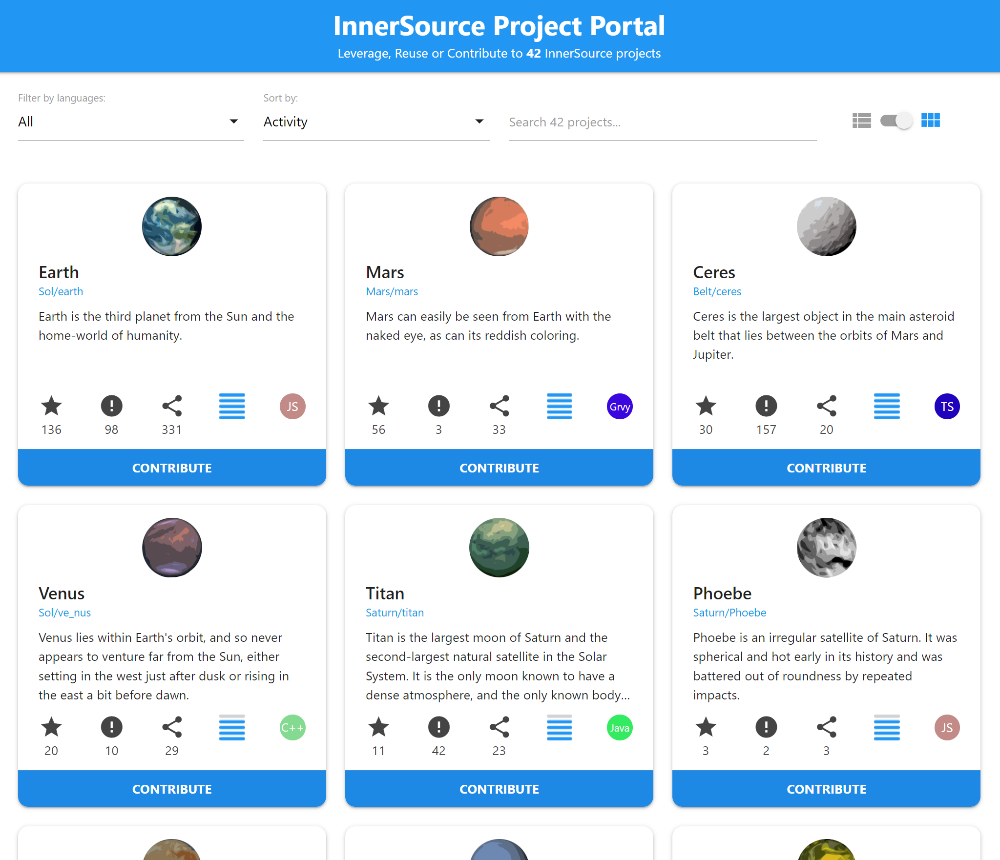 InnerSource Project Portal
Leverage, Reuse or Contribute to 42 InnerSource projects
Filter by languages:
Sort by:
All
Activity
Search 42 projects...
Earth
Sol/earth
Earth is the third planet from the Sun and the
home-world of humanity.
JS
136
98
331
CONTRIBUTE
Mars
Mars/mars
Mars can easily be seen from Earth with the
naked eye, as can its reddish coloring.
Grvy
56
3
33
CONTRIBUTE
Ceres
Belt/ceres
Ceres is the largest object in the main asteroid
belt that lies between the orbits of Mars and
Jupiter.
TS
30
157
20
CONTRIBUTE
Venus
Sol/ve_nus
Venus lies within Earth's orbit, and so never
appears to venture far from the Sun, either
setting in the west just after dusk or rising in
the east a bit before dawn.
C++
20
10
29
CONTRIBUTE
Titan
Saturn/titan
Titan is the largest moon of Saturn and the
second-largest natural satellite in the Solar
System. It is the only moon known to have a
dense atmosphere, and the only known body...
Java
11
42
23
CONTRIBUTE
Phoebe
Saturn/Phoebe
Phoebe is an irregular satellite of Saturn. It was
spherical and hot early in its history and was
battered out of roundness by repeated
impacts.
JS
3
2
3
CONTRIBUTE